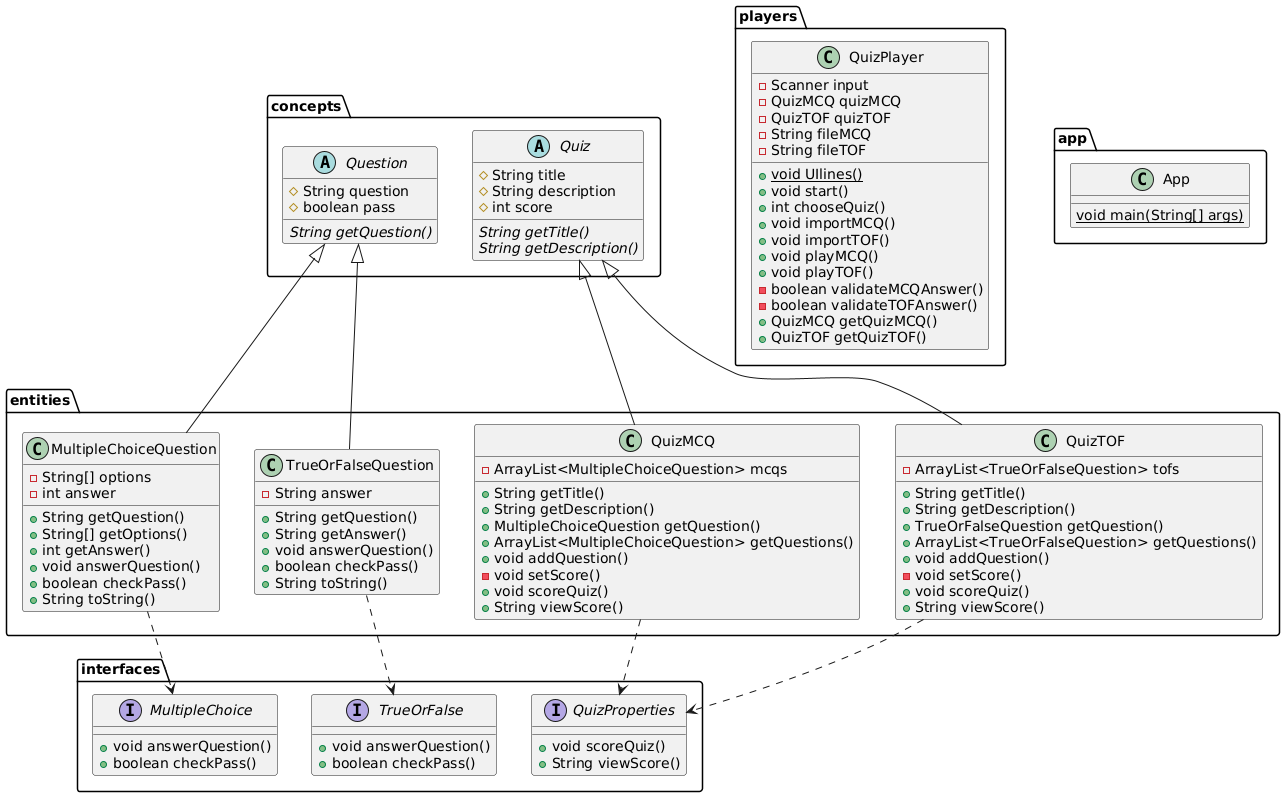 players
C QuizPlayer
Scanner input
QuizMCQ quizMCQ
QuizTOF quizTOF
String fileMCQ
String fileTOF
void UIlines()
void start()
int chooseQuiz()
void importMCQ()
void importTOF()
void playMCQ()
void playTOF()
boolean validateMCQAnswer()
boolean validateTOFAnswer()
QuizMCQ getQuizMCQ()
QuizTOF getQuizTOF()
concepts
A Question
String question
boolean pass
String getQuestion()
A Quiz
String title
String description
int score
String getTitle()
String getDescription()
app
C App
void main(String[] args)
entities
C MultipleChoiceQuestion
String[] options
int answer
String getQuestion()
String[] getOptions()
int getAnswer()
void answerQuestion()
boolean checkPass()
String toString()
C TrueOrFalseQuestion
String answer
String getQuestion()
String getAnswer()
void answerQuestion()
boolean checkPass()
String toString()
C QuizMCQ
ArrayList<MultipleChoiceQuestion> mcqs
String getTitle()
String getDescription()
MultipleChoiceQuestion getQuestion()
ArrayList<MultipleChoiceQuestion> getQuestions()
void addQuestion()
void setScore()
void scoreQuiz()
String viewScore()
C QuizTOF
ArrayList<TrueOrFalseQuestion> tofs
String getTitle()
String getDescription()
TrueOrFalseQuestion getQuestion()
ArrayList<TrueOrFalseQuestion> getQuestions()
void addQuestion()
void setScore()
void scoreQuiz()
String viewScore()
interfaces
I MultipleChoice
void answerQuestion()
boolean checkPass()
I TrueOrFalse
void answerQuestion()
boolean checkPass()
I QuizProperties
void scoreQuiz()
String viewScore()